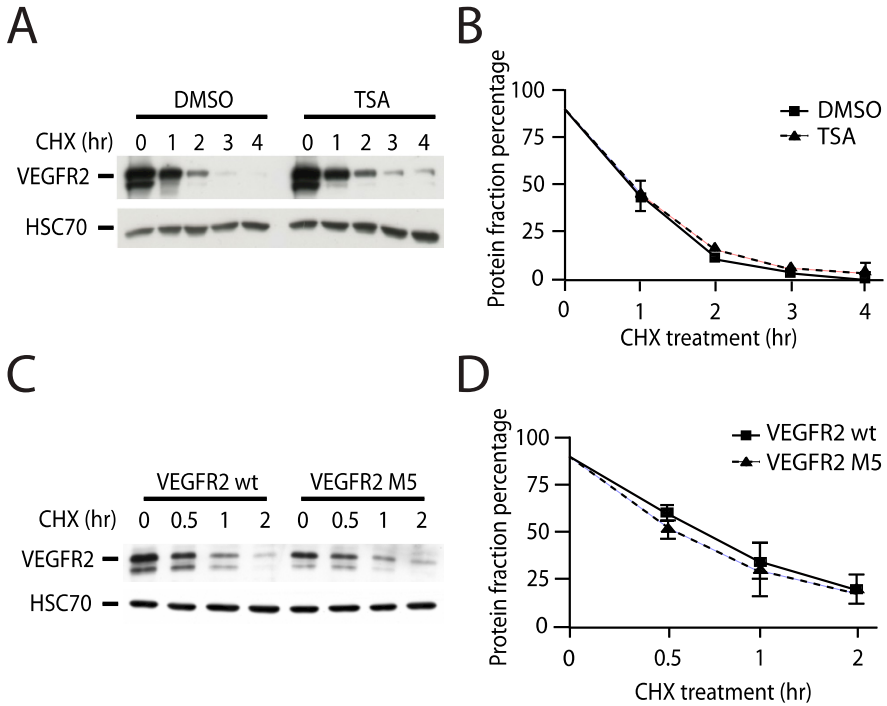 A
DMSO TSA
CHX (hr) 0 1 2 3 4 0 1 2 3 4
VEGFR2
HSC70
B
Protein fraction percentage
100
75
50
25
0
0 1 2 3 4
CHX treatment (hr)
DMSO
TSA
C
VEGFR2 wt VEGFR2 M5
CHX (hr) 0 0.5 1 2 0 0.5 1 2
VEGFR2
HSC70
D
Protein fraction percentage
100
75
50
25
0
0 0.5 1 2
CHX treatment (hr)
VEGFR2 wt
VEGFR2 M5